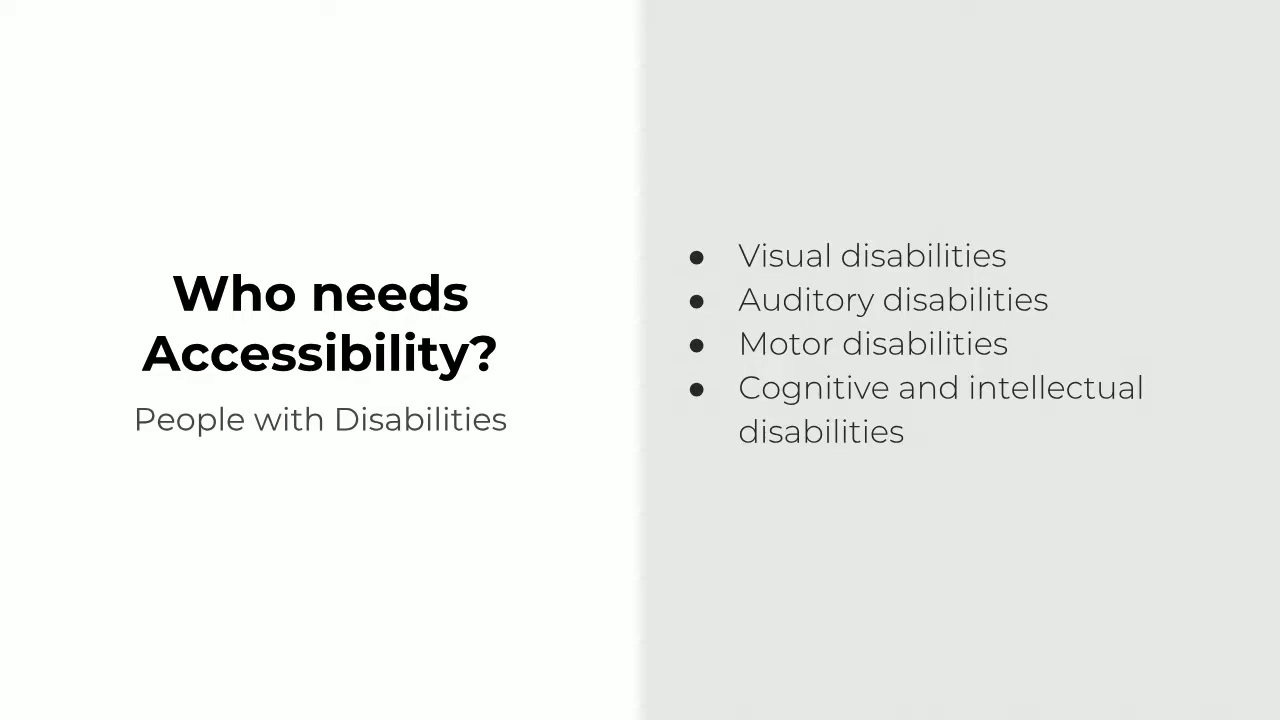 Who needs
Accessibility?
People with Disabilities
● Visual disabilities
● Auditory disabilities
● Motor disabilities
● Cognitive and intellectual
disabilities